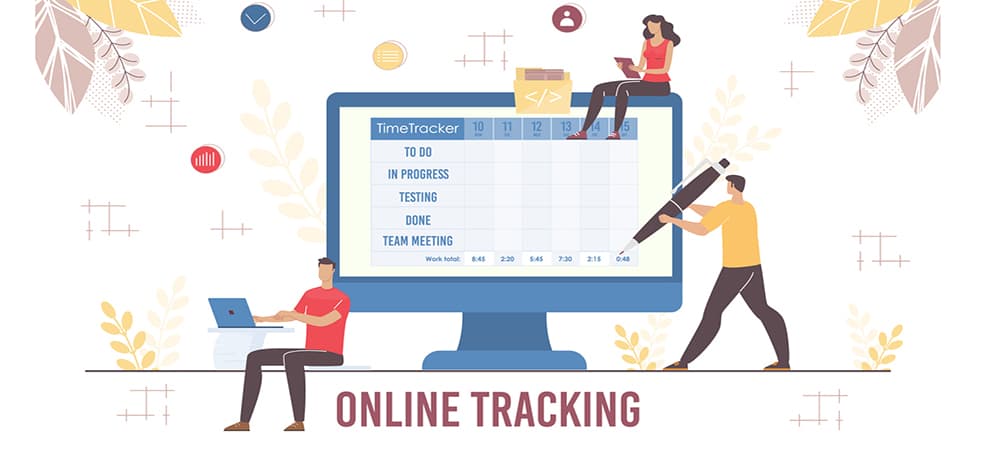 </>
TimeTracker 10 11 12 13 14 15
TO DO
IN PROGRESS
TESTING
DONE
TEAM MEETING
Work total: 8:45 2:20 5:45 7:30 2:15 0:48
ONLINE TRACKING